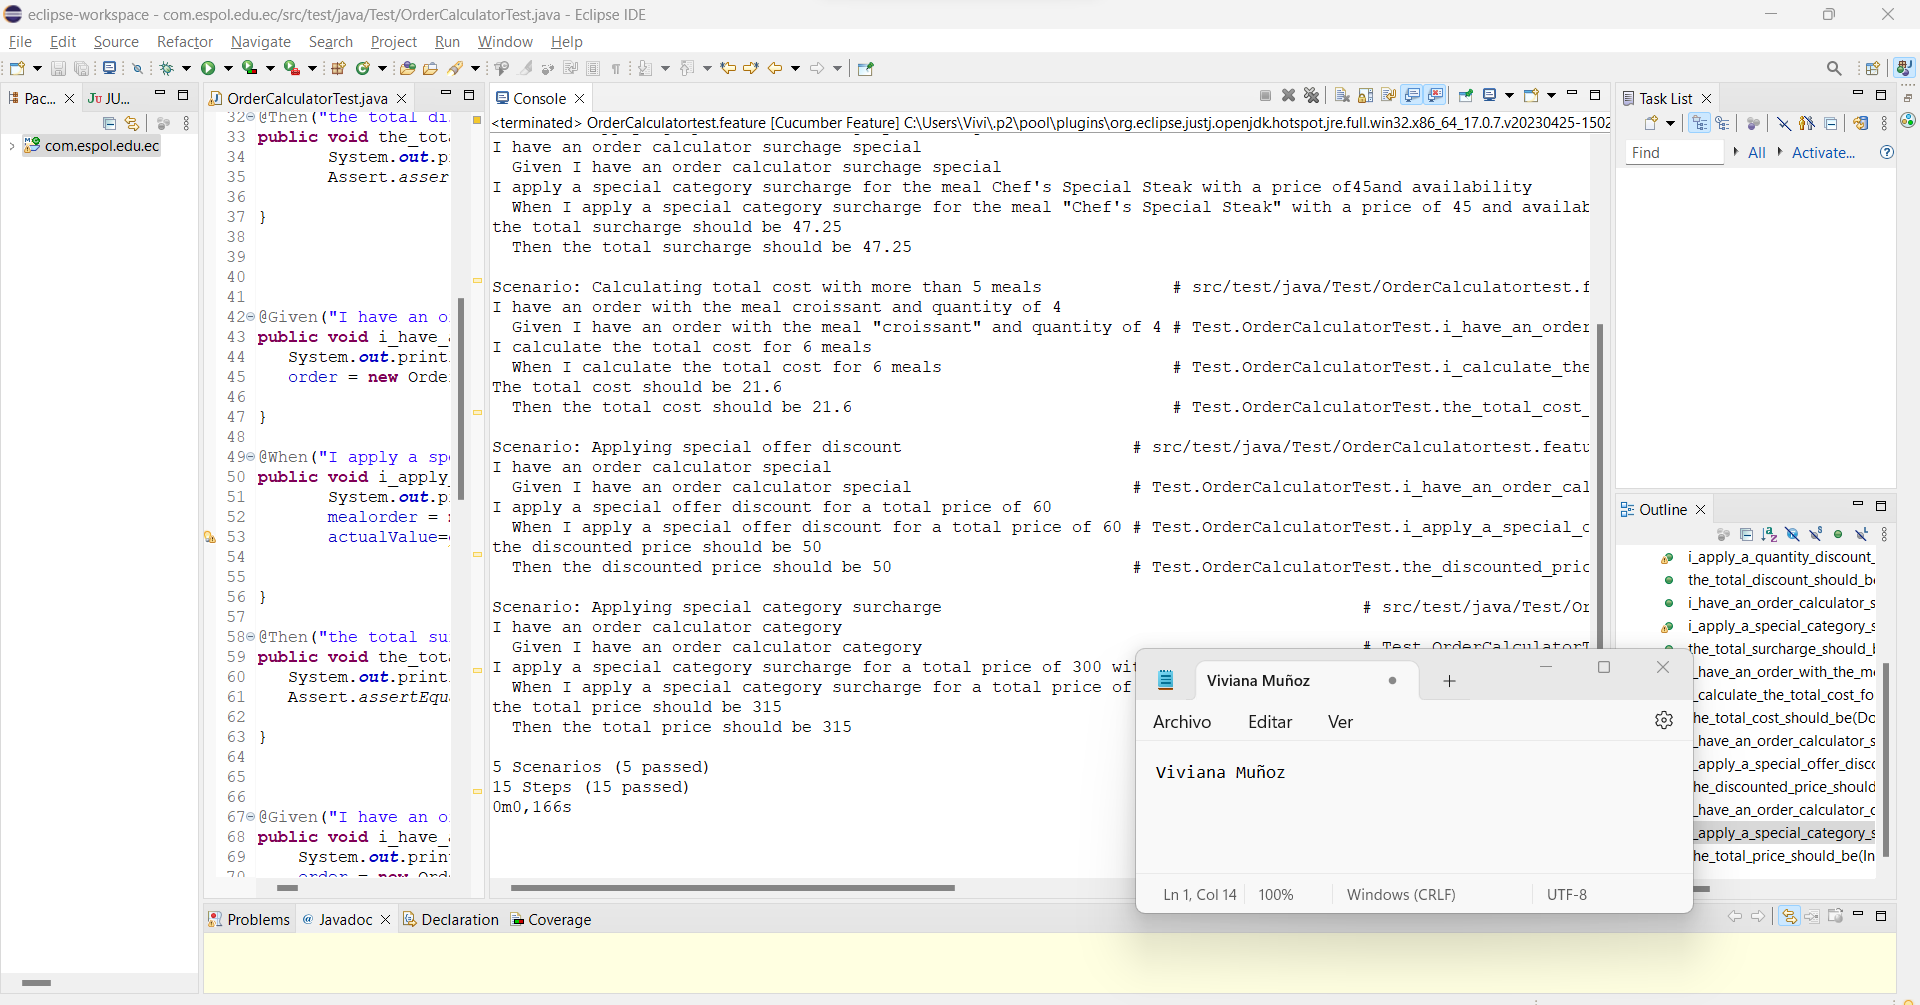 eclipse-workspace - com.espol.edu.ec/src/test/java/Test/OrderCalculatorTest.java - Eclipse IDE
File Edit Source Refactor Navigate Search Project Run Window Help
Pac... JU...
com.espol.edu.ec
OrderCalculatorTest.java
32 @Then("the total di
33 public void the_tot
34 System.out.p
35 Assert.asser
36
37 }
38
39
40
41
42 @Given("I have an o
43 public void i_have_
44 System.out.print
45 order = new Orde
46
47 }
48
49 @When("I apply a sp
50 public void i_apply_
51 System.out.p
52 mealorder =
53 actualValue=
54
55
56 }
57
58 @Then("the total su
59 public void the_tot
60 System.out.print
61 Assert.assertEqu
62
63 }
64
65
66
67 @Given("I have an o
68 public void i_have_
69 System.out.prin
70 order = new Ord
Console
<terminated> OrderCalculatortest.feature [Cucumber Feature] C:\Users\Vivi\.p2\pool\plugins\org.eclipse.justj.openjdk.hotspot.jre.full.win32.x86_64_17.0.7.v20230425-1502
I have an order calculator surchage special
Given I have an order calculator surchage special
I apply a special category surcharge for the meal Chef's Special Steak with a price of45and availability
When I apply a special category surcharge for the meal "Chef's Special Steak" with a price of 45 and availab
the total surcharge should be 47.25
Then the total surcharge should be 47.25
Scenario: Calculating total cost with more than 5 meals # src/test/java/Test/OrderCalculatortest.f
I have an order with the meal croissant and quantity of 4
Given I have an order with the meal "croissant" and quantity of 4 # Test.OrderCalculatorTest.i_have_an_order
I calculate the total cost for 6 meals
When I calculate the total cost for 6 meals # Test.OrderCalculatorTest.i_calculate_the
The total cost should be 21.6
Then the total cost should be 21.6 # Test.OrderCalculatorTest.the_total_cost_
Scenario: Applying special offer discount # src/test/java/Test/OrderCalculatortest.featu
I have an order calculator special
Given I have an order calculator special # Test.OrderCalculatorTest.i_have_an_order_cal
I apply a special offer discount for a total price of 60
When I apply a special offer discount for a total price of 60 # Test.OrderCalculatorTest.i_apply_a_special_c
the discounted price should be 50
Then the discounted price should be 50 # Test.OrderCalculatorTest.the_discounted_pric
Scenario: Applying special category surcharge # src/test/java/Test/Or
I have an order calculator category
Given I have an order calculator category # Test.OrderCalculatorT
I apply a special category surcharge for a total price of 300 wit
When I apply a special category surcharge for a total price of
the total price should be 315
Then the total price should be 315
5 Scenarios (5 passed)
15 Steps (15 passed)
0m0,166s
Task List
Find All Activate...
Outline
i_apply_a_quantity_discount_
the_total_discount_should_b
i_have_an_order_calculator_s
i_apply_a_special_category_s
the_total_surcharge_should_b
_have_an_order_with_the_m
_calculate_the_total_cost_fo
he_total_cost_should_be(Do
_have_an_order_calculator_s
_apply_a_special_offer_disc
he_discounted_price_should
_have_an_order_calculator_c
_apply_a_special_category_s
he_total_price_should_be(In
Viviana Muñoz
Archivo Editar Ver
Viviana Muñoz
Ln 1, Col 14 100% Windows (CRLF) UTF-8
Problems @ Javadoc Declaration Coverage